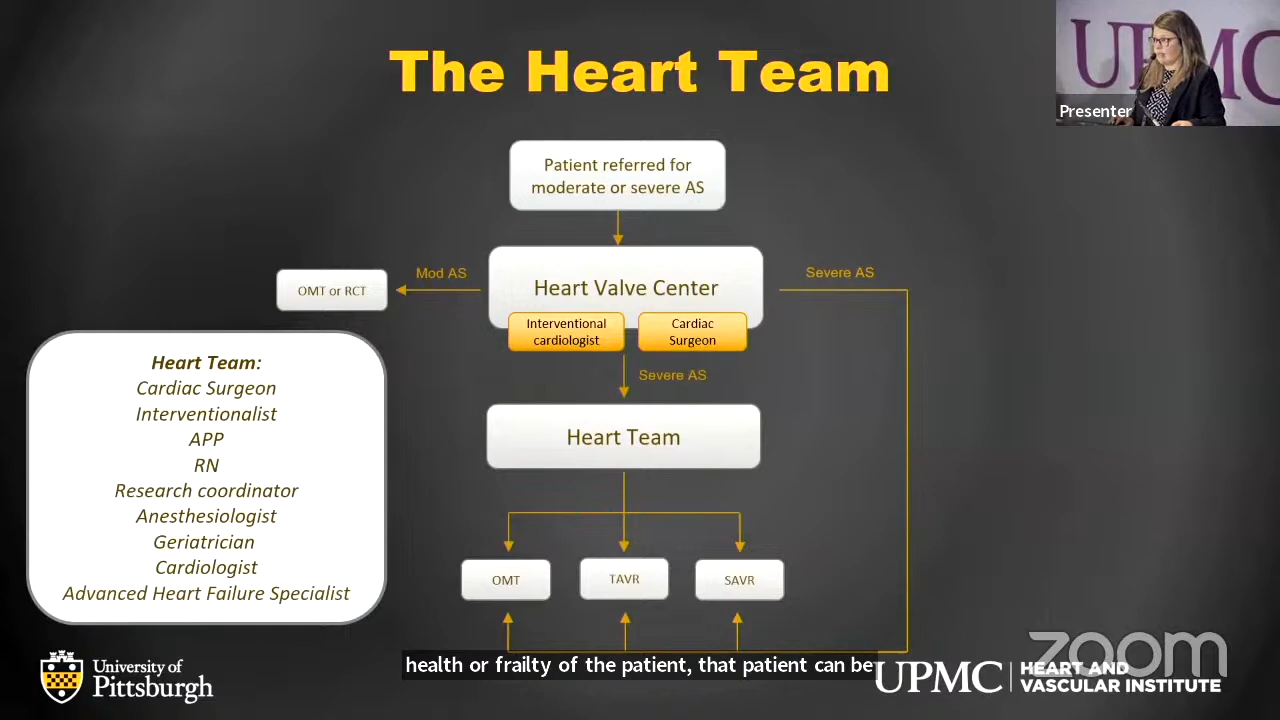 The Heart Team
UPMC
Presenter
Patient referred for
moderate or severe AS
Mod AS
Severe AS
OMT or RCT
Heart Valve Center
Interventional
cardiologist
Cardiac
Surgeon
Severe AS
Heart Team
Heart Team:
Cardiac Surgeon
Interventionalist
APP
RN
Research coordinator
Anesthesiologist
Geriatrician
Cardiologist
Advanced Heart Failure Specialist
OMT
TAVR
SAVR
health or frailty of the patient, that patient can be
University of
Pittsburgh
UPMC
HEART AND
VASCULAR INSTITUTE
zoom